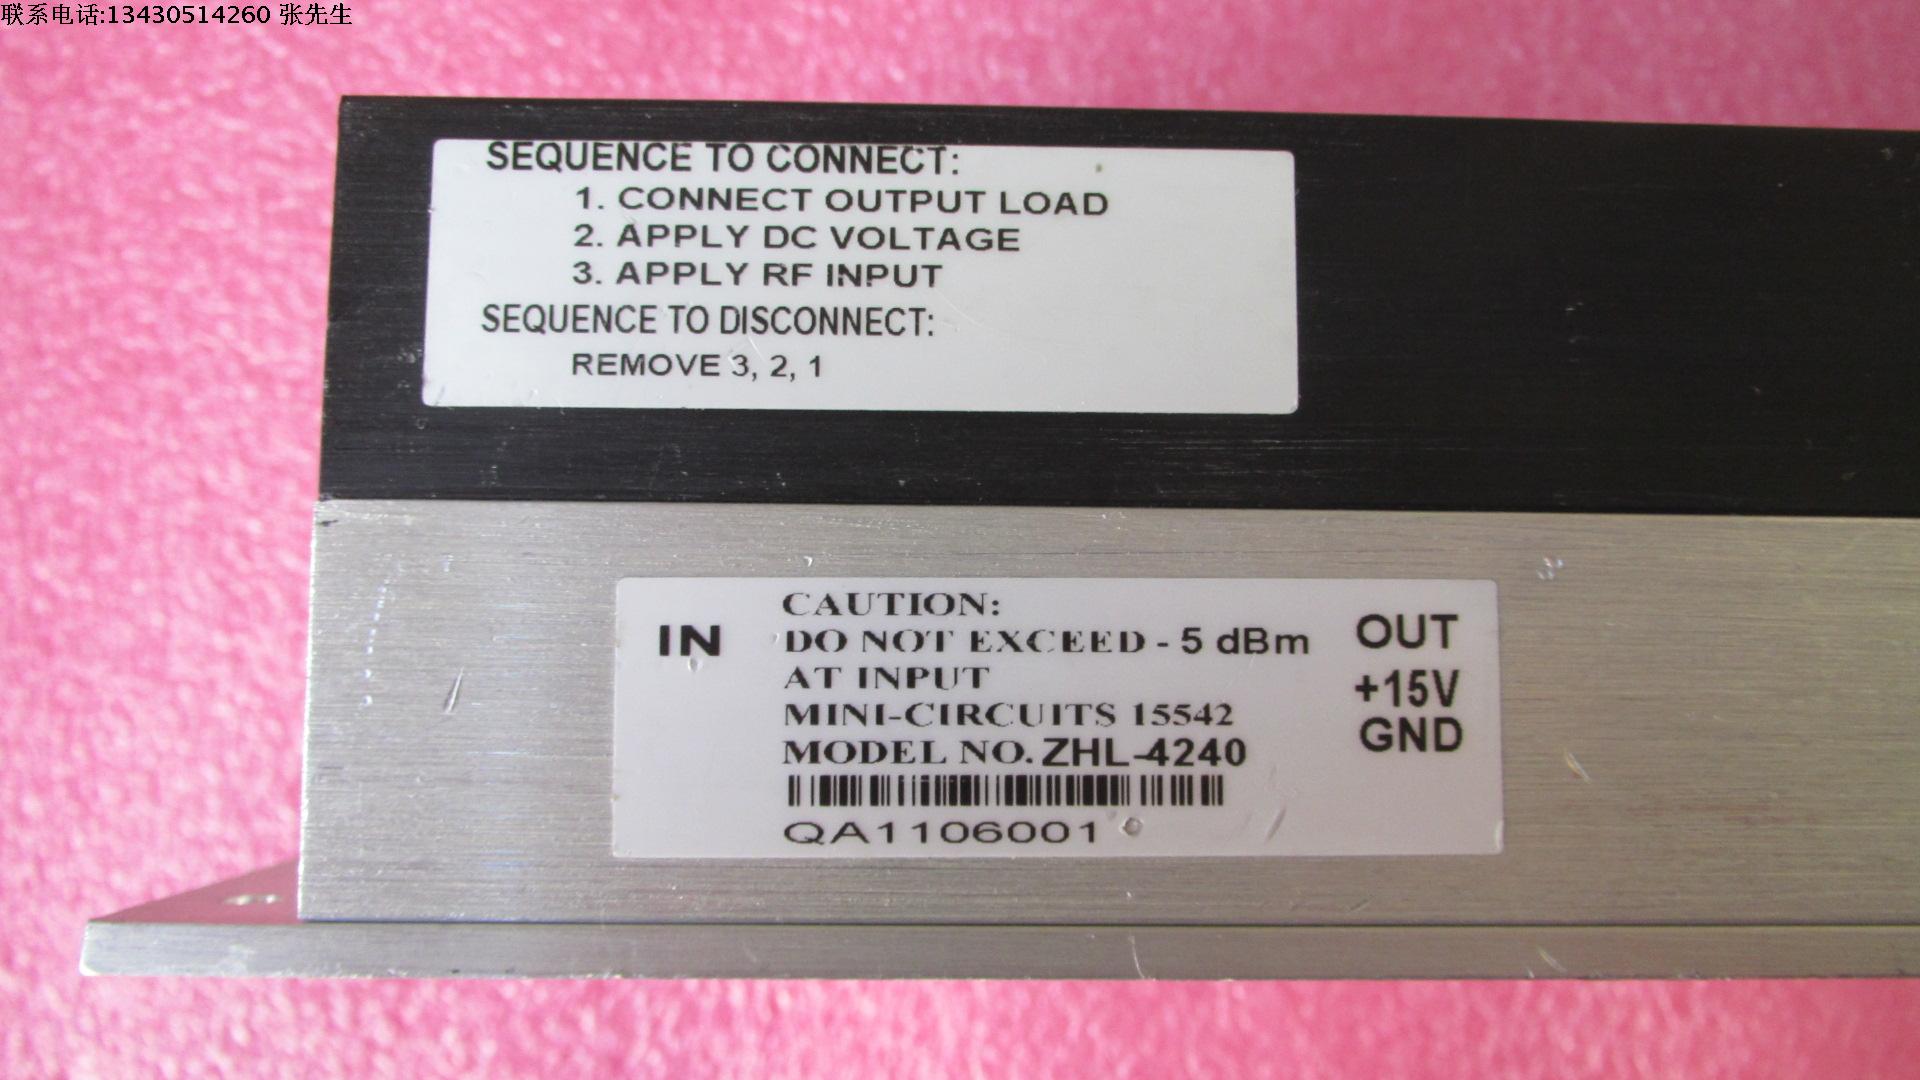 联系电话:13430514260 张先生
SEQUENCE TO CONNECT:
1. CONNECT OUTPUT LOAD
2. APPLY DC VOLTAGE
3. APPLY RF INPUT
SEQUENCE TO DISCONNECT:
REMOVE 3, 2, 1
IN
CAUTION:
DO NOT EXCEED - 5 dBm
AT INPUT
MINI-CIRCUITS 15542
MODEL NO. ZHL-4240
QA1106001
OUT
+15V
GND